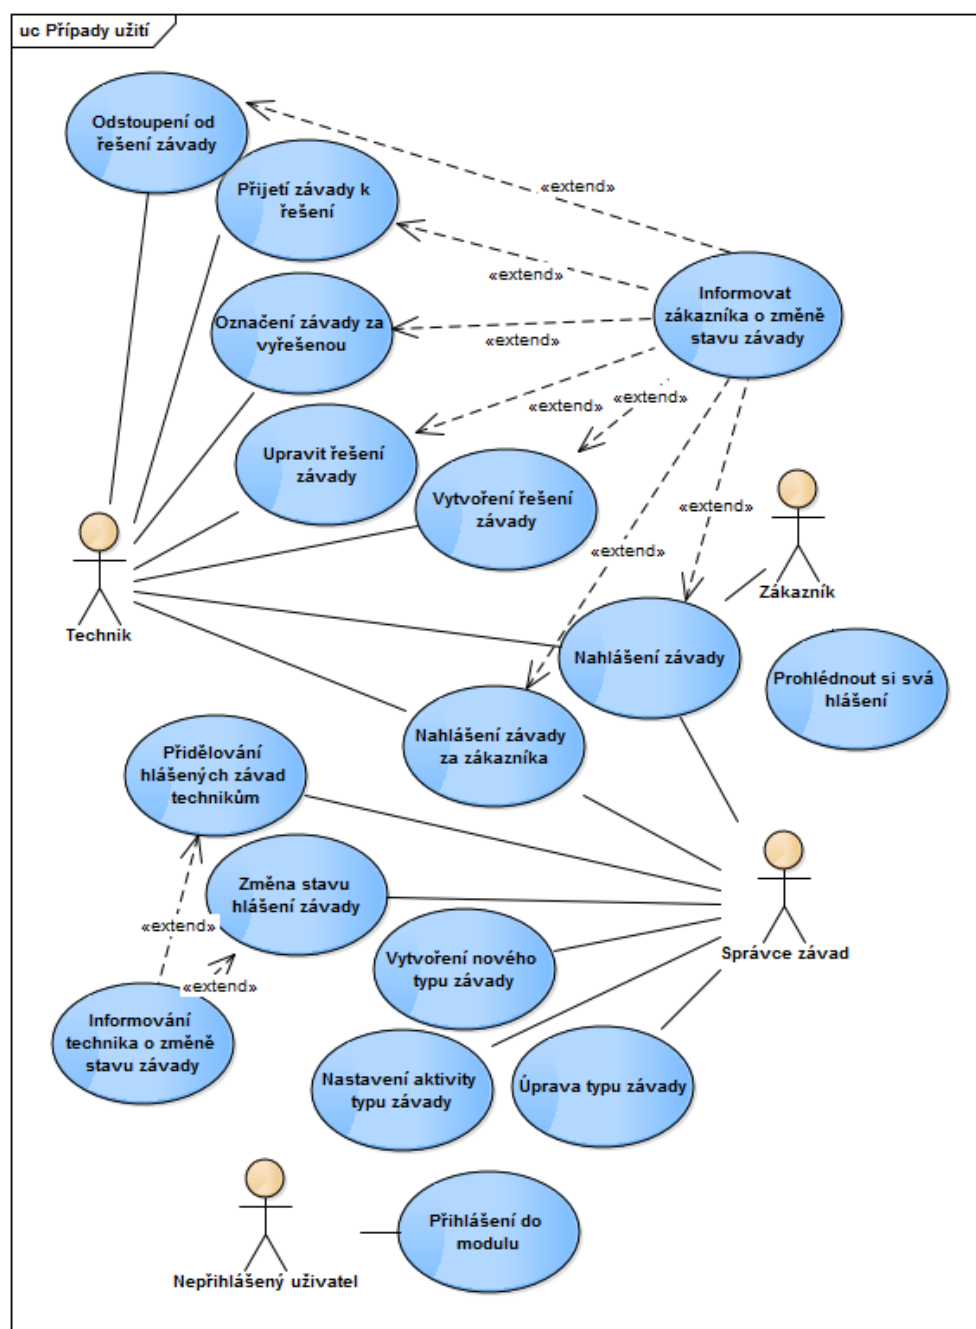 uc Případy užití
Odstoupení od
řešení závady
Přijetí závady k
řešení
«extend»
«extend»
Informovat
zákazníka o změně
stavu závady
Označení závady za
vyřešenou
«extend»
«extend»
«extend»
Upravit řešení
závady
Vytvoření řešení
závady
«extend»
«extend»
Technik
Zákazník
Nahlášení závady
Prohlédnout si svá
hlášení
Nahlášení závady
za zákazníka
Přidělování
hlášených závad
technikům
Změna stavu
hlášení závady
«extend»
«extend»
Správce závad
Vytvoření nového
typu závady
Informování
technika o změně
stavu závady
Nastavení aktivity
typu závady
Úprava typu závady
Přihlášení do
modulu
Nepřihlášený uživatel